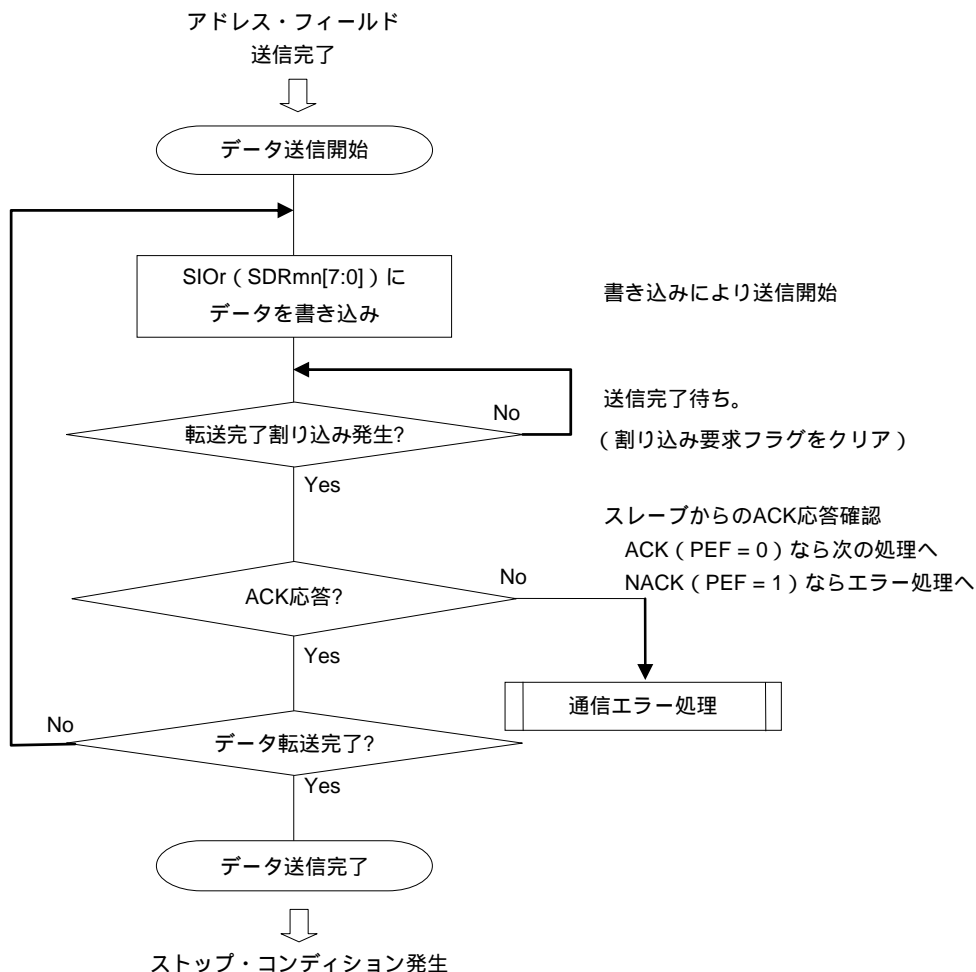 アドレス・フィールド
送信完了
データ送信開始
SIOr（SDRmn[7:0]）に
データを書き込み
書き込みにより送信開始
No
送信完了待ち。
（割り込み要求フラグをクリア）
転送完了割り込み発生?
Yes
スレーブからのACK応答確認
ACK（PEF = 0）なら次の処理へ
NACK（PEF = 1）ならエラー処理へ
No
ACK応答?
Yes
通信エラー処理
No
データ転送完了?
Yes
データ送信完了
ストップ・コンディション発生